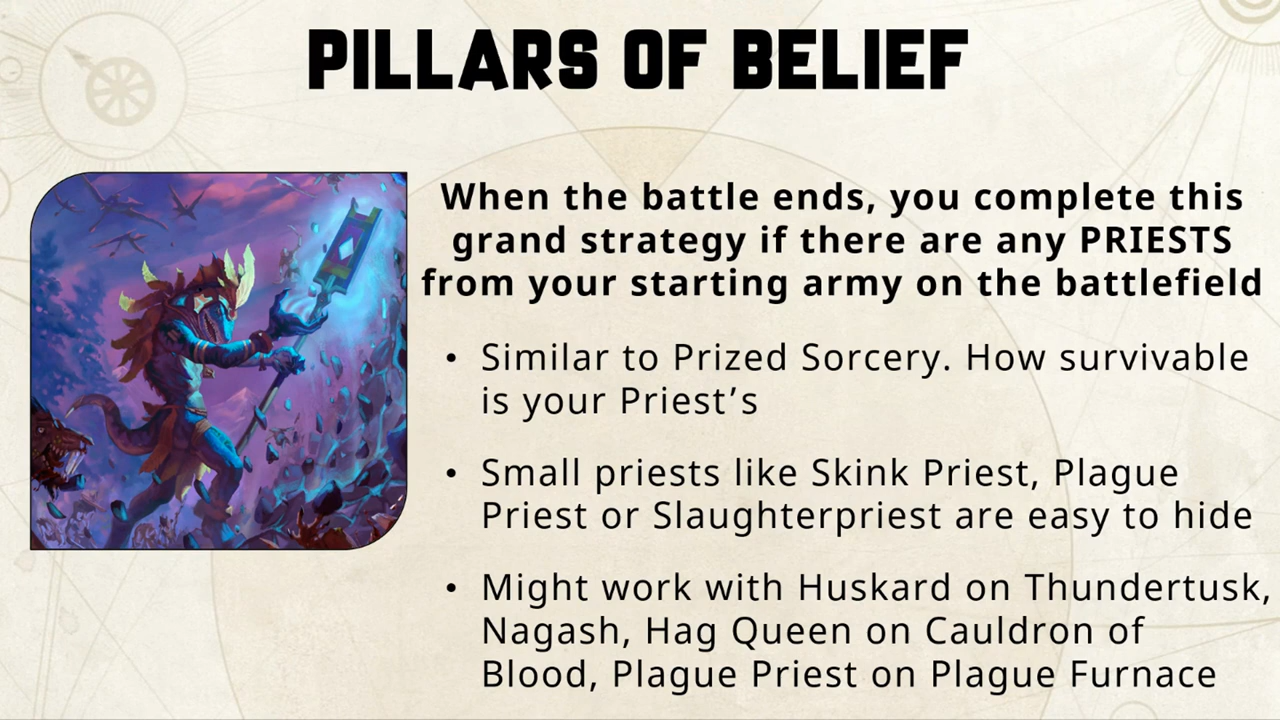 PILLARS OF BELIEF
When the battle ends, you complete this
grand strategy if there are any PRIESTS
from your starting army on the battlefield
• Similar to Prized Sorcery. How survivable
is your Priest’s
• Small priests like Skink Priest, Plague
Priest or Slaughterpriest are easy to hide
• Might work with Huskard on Thundertusk,
Nagash, Hag Queen on Cauldron of
Blood, Plague Priest on Plague Furnace